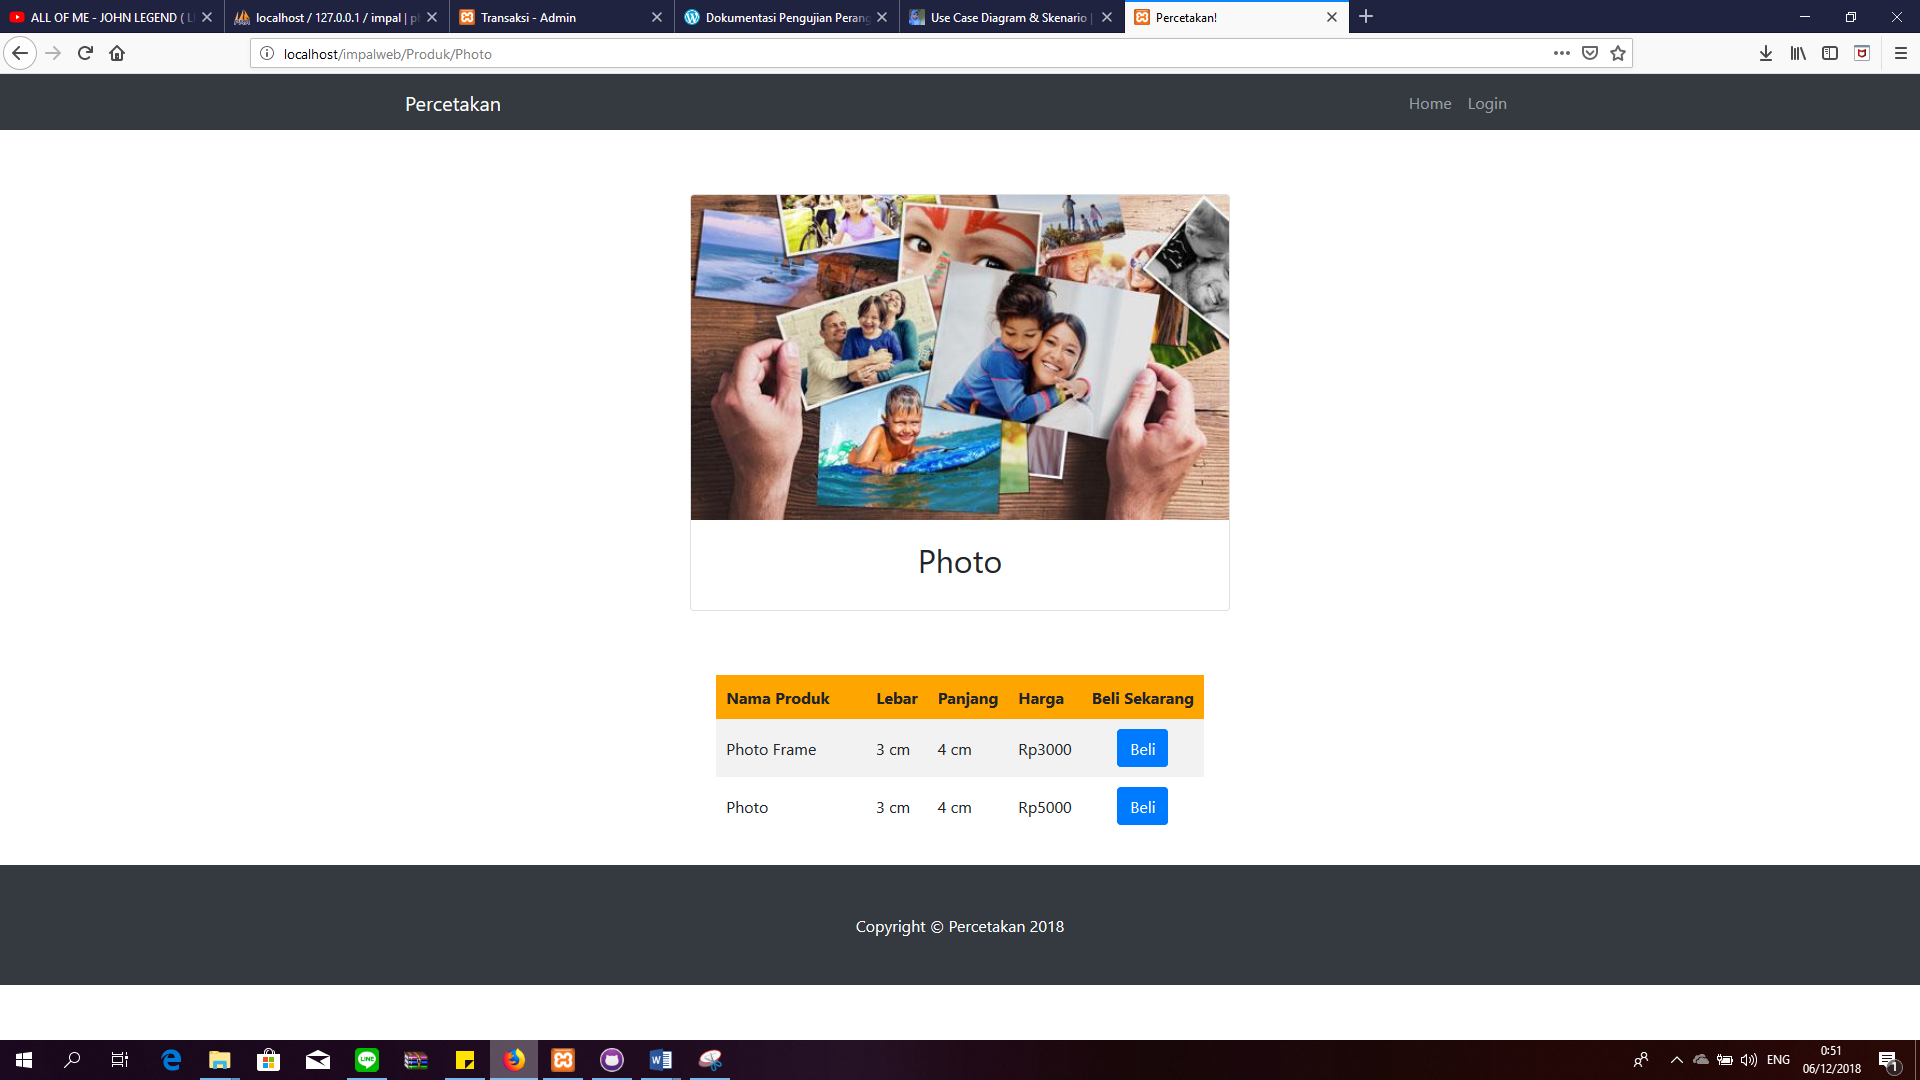 ALL OF ME - JOHN LEGEND ( L
localhost / 127.0.0.1 / impal | p
Transaksi - Admin
Dokumentasi Pengujian Perang
Use Case Diagram & Skenario |
Percetakan!
localhost/impalweb/Produk/Photo
Percetakan
Home Login
Photo
Nama Produk Lebar Panjang Harga Beli Sekarang
Photo Frame 3 cm 4 cm Rp3000 Beli
Photo 3 cm 4 cm Rp5000 Beli
Copyright © Percetakan 2018
LINE
ENG
0:51
06/12/2018
1